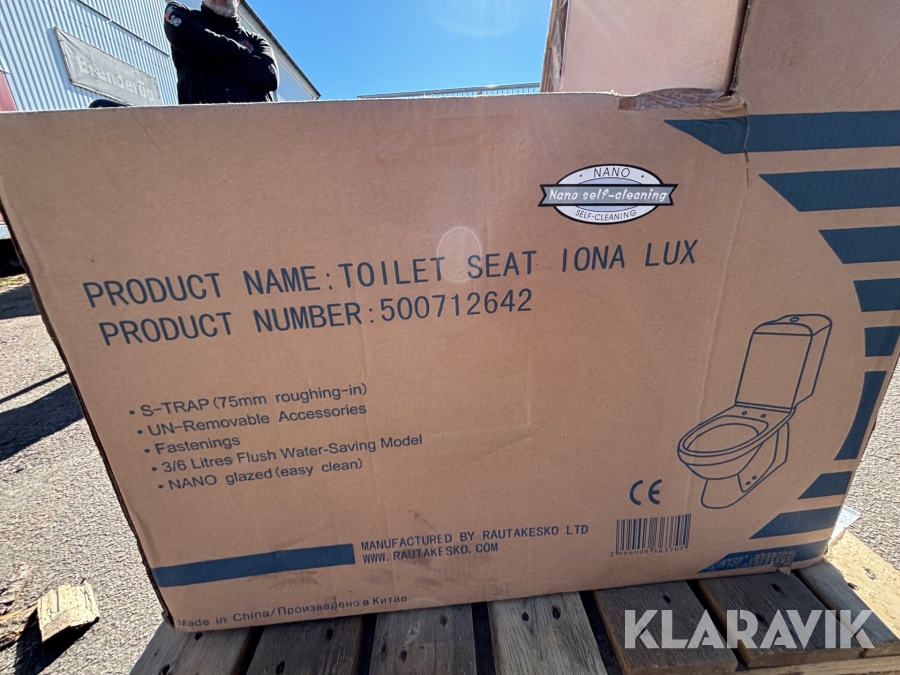 NANO
Nano self-cleaning
SELF-CLEANING
PRODUCT NAME:TOILET SEAT IONA LUX
PRODUCT NUMBER:500712642
• S-TRAP(75mm roughing-in)
• UN-Removable Accessories
• Fastenings
• 3/6 Litres Flush Water-Saving Model
• NANO glazed(easy clean)
CE
MANUFACTURED BY RAUTAKESKO LTD
WWW.RAUTAKESKO.COM
Made in China/Произведено в Китае
KLARAVIK